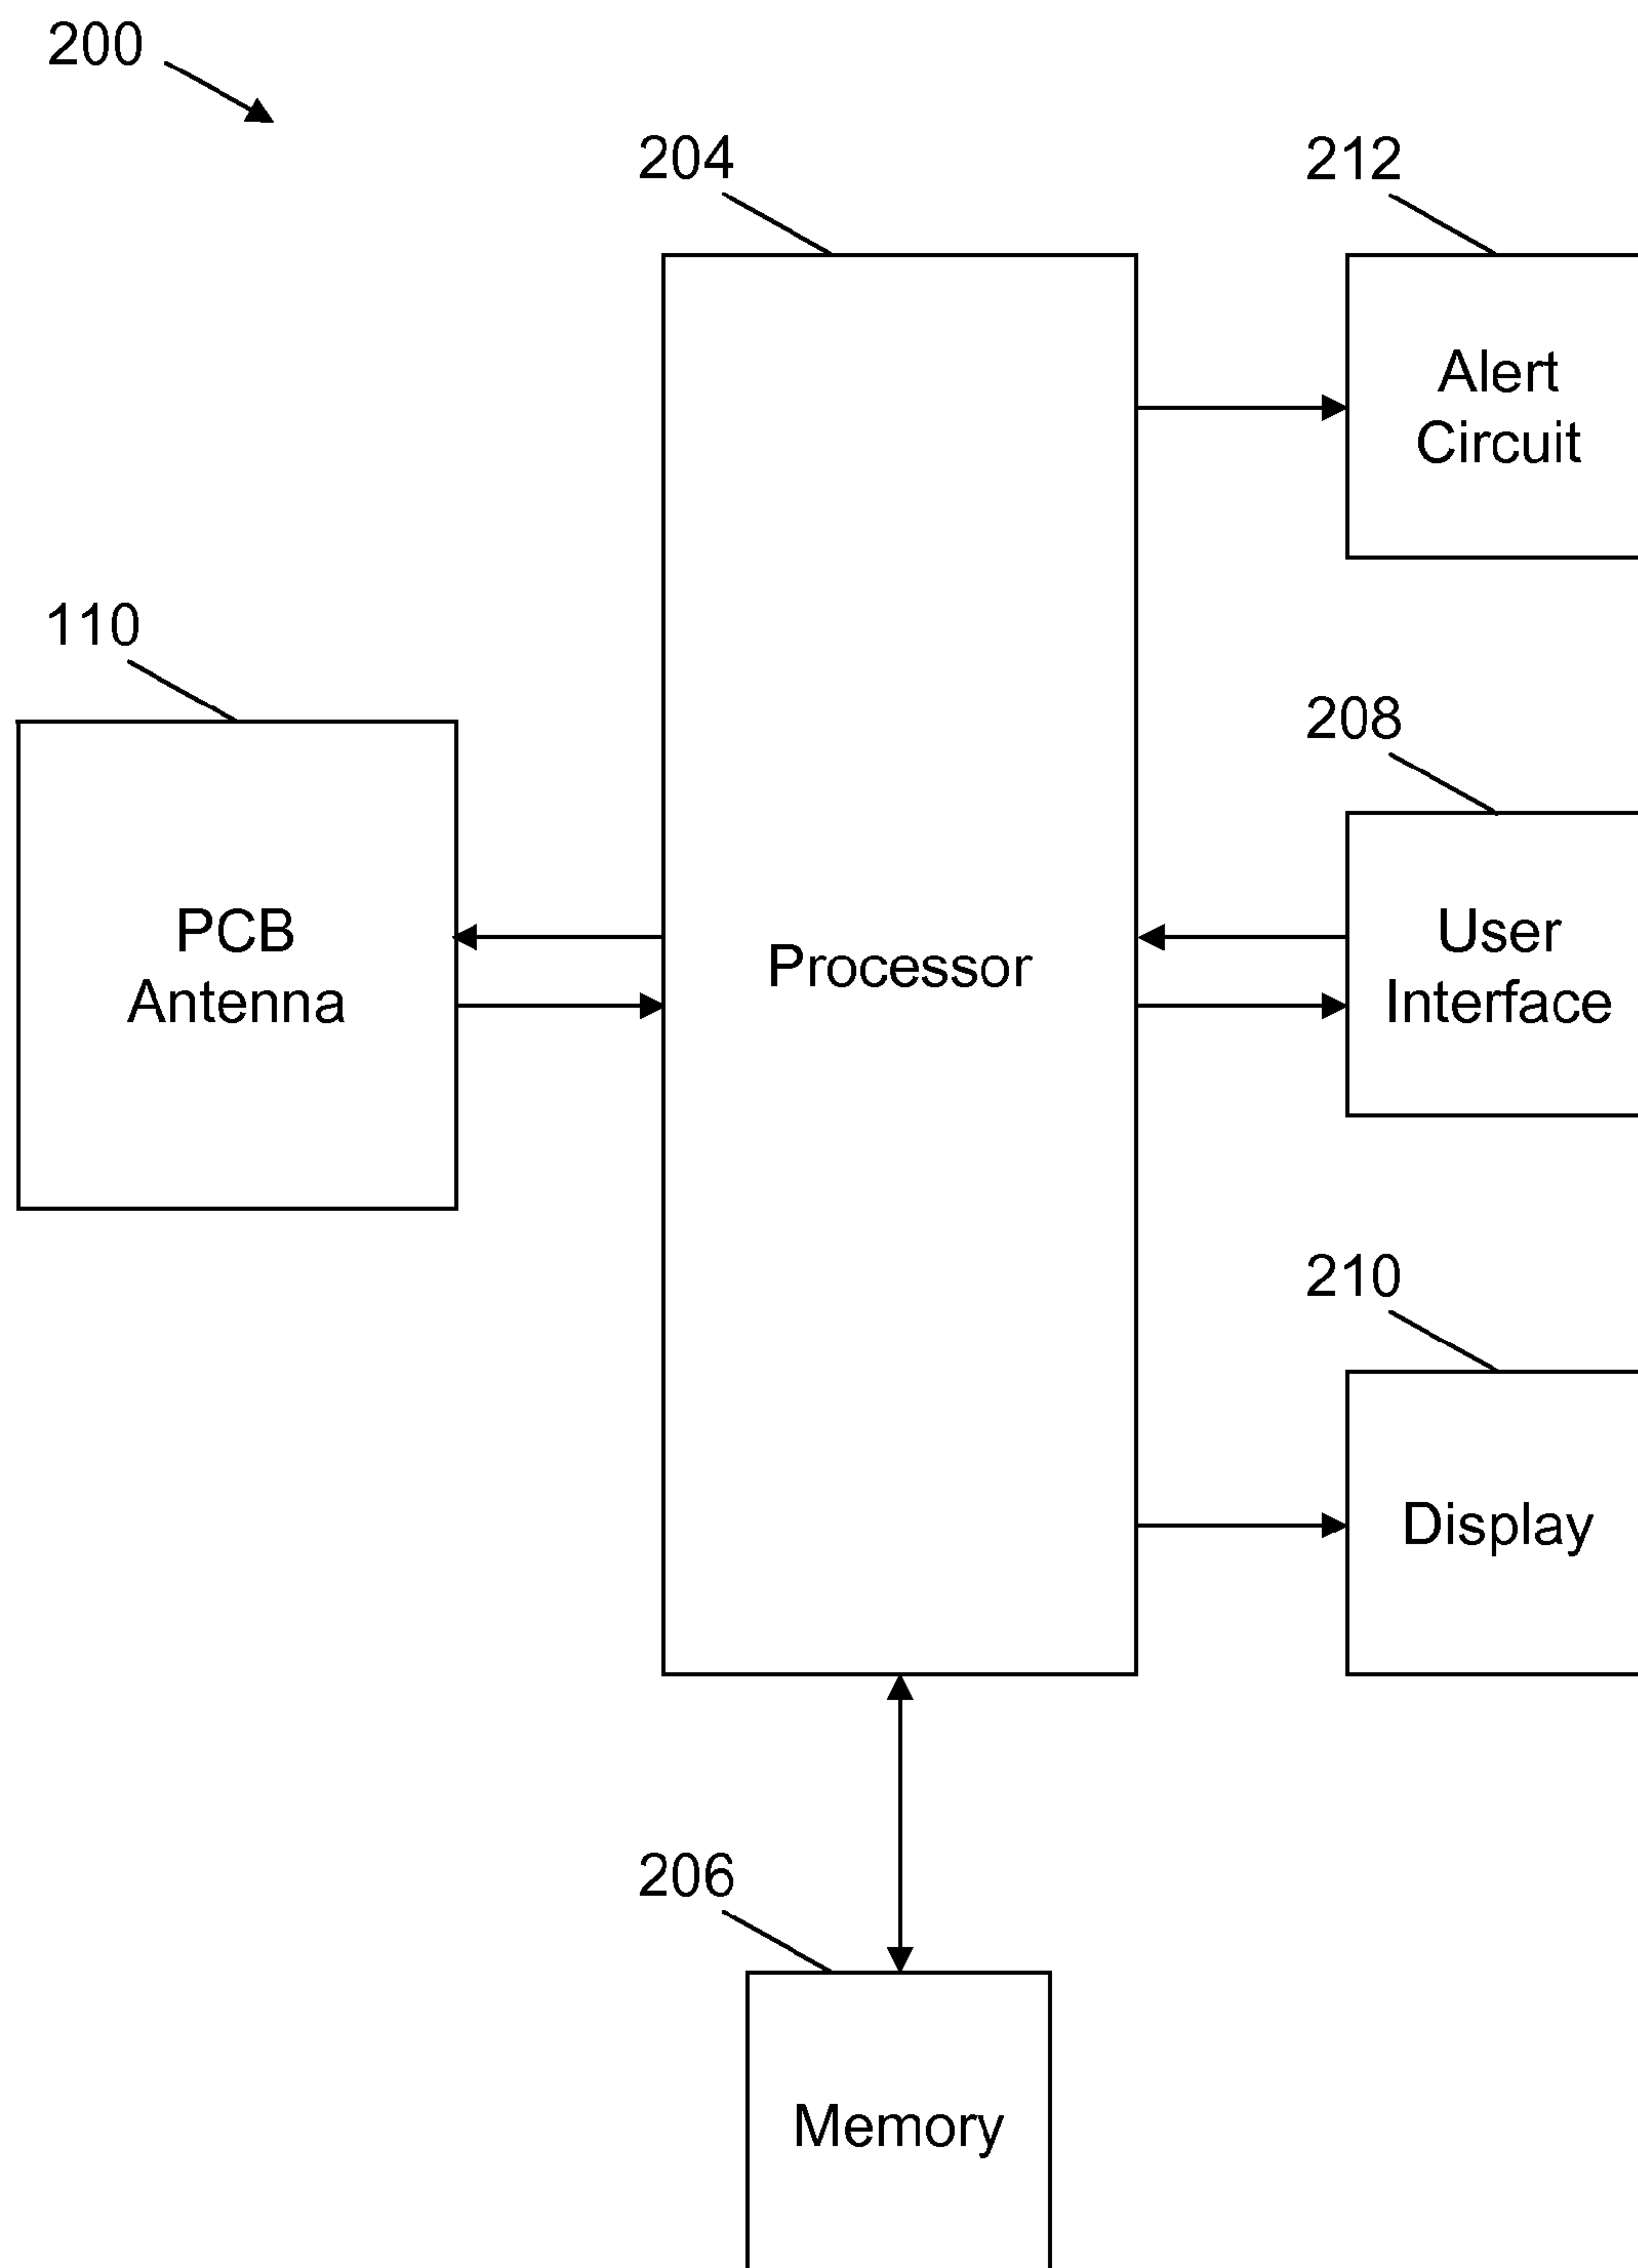 200
204
212
Alert
Circuit
110
208
PCB
Antenna
Processor
User
Interface
210
Display
206
Memory